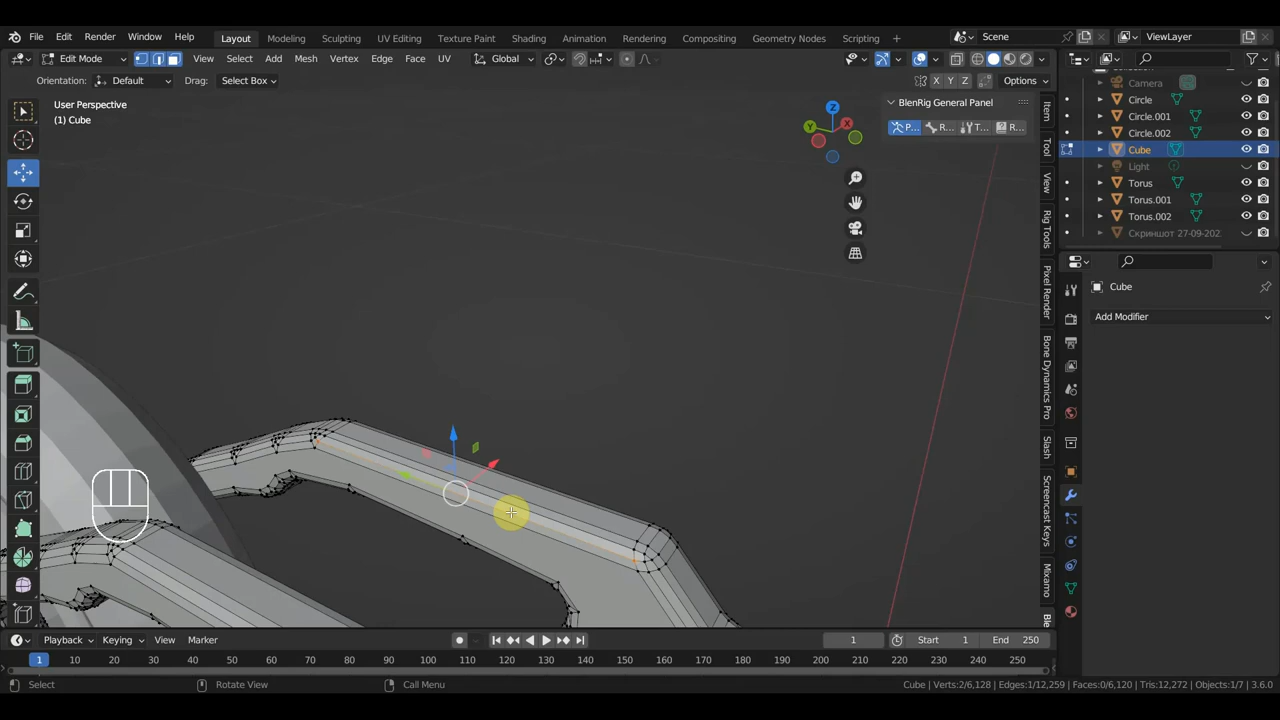 File Edit Render Window Help Layout Modeling Sculpting UV Editing Texture Paint Shading Animation Rendering Compositing Geometry Nodes Scripting Scene ViewLayer
Edit Mode View Select Add Mesh Vertex Edge Face UV Global
Orientation: Default Drag: Select Box X Y Z Options
User Perspective
(1) Cube
BlenRig General Panel
P... R... T... R...
Z
Y
X
Item
Tool
View
Rig Tools
Pixel Render
Bone Dynamics Pro
Slash
Screencast Keys
Mixamo
Ble
Camera
Circle
Circle.001
Circle.002
Cube
Light
Torus
Torus.001
Torus.002
Скриншот 27-09-202
Cube
Add Modifier
Playback Keying View Marker 1 Start 1 End 250
1 10 20 30 40 50 60 70 80 90 100 110 120 130 140 150 160 170 180 190 200 210 220 230 240 250
Select Rotate View Call Menu Cube | Verts:2/6,128 | Edges:1/12,259 | Faces:0/6,120 | Tris:12,272 | Objects:1/7 | 3.6.0